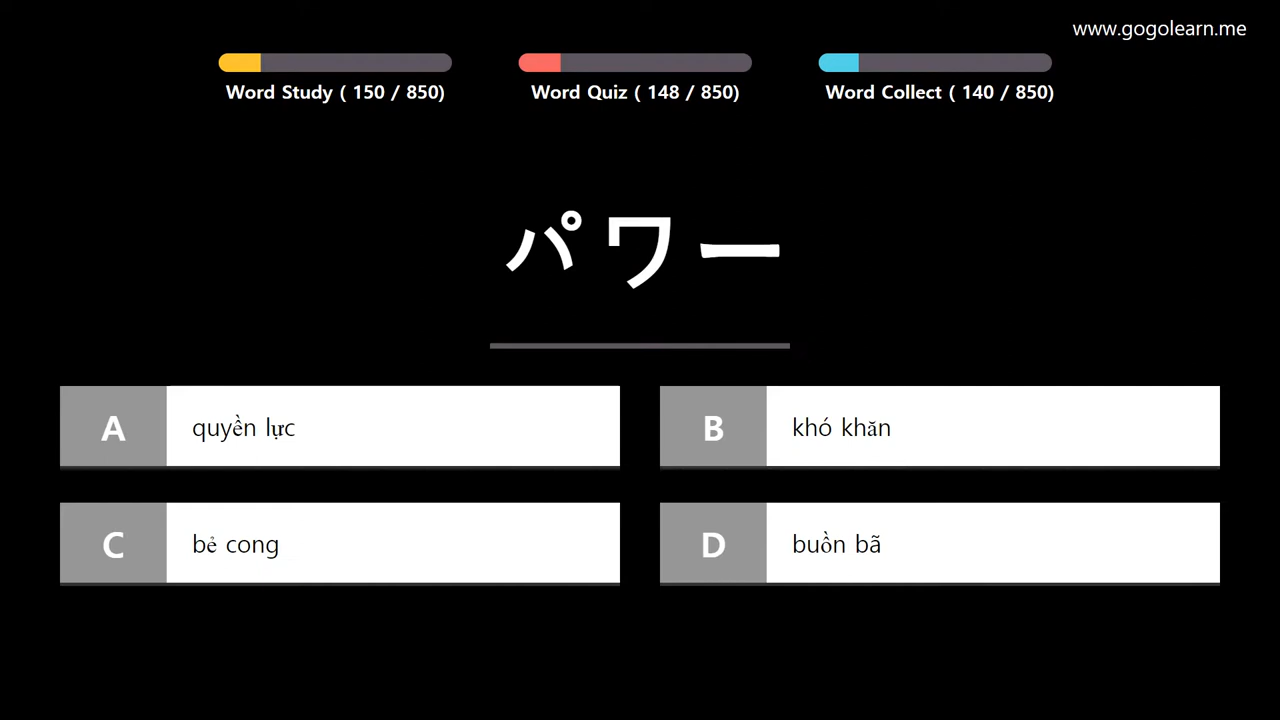 www.gogolearn.me
Word Study ( 150 / 850)
Word Quiz ( 148 / 850)
Word Collect ( 140 / 850)
パワー
A quyền lực
B khó khăn
C bẻ cong
D buồn bã